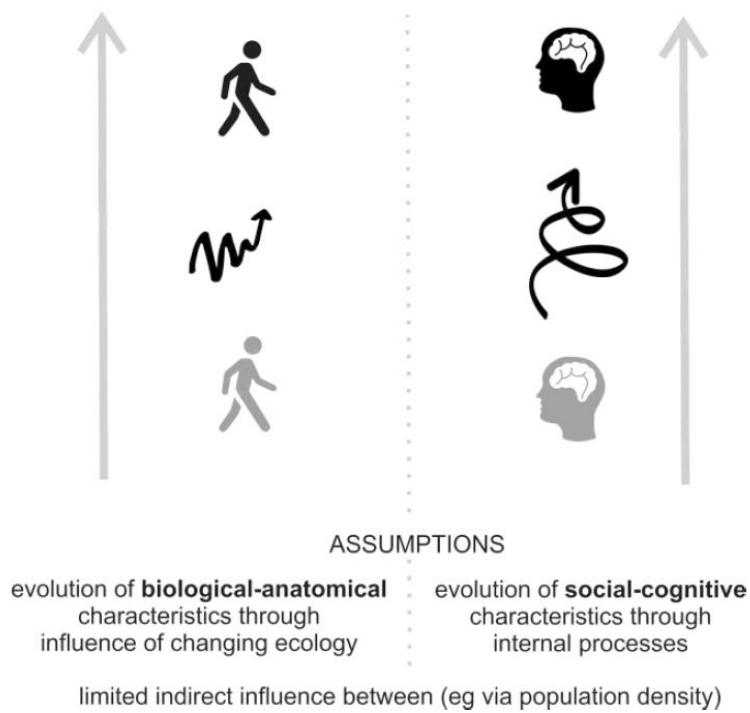 ASSUMPTIONS
evolution of biological-anatomical
characteristics through
influence of changing ecology
evolution of social-cognitive
characteristics through
internal processes
limited indirect influence between (eg via population density)